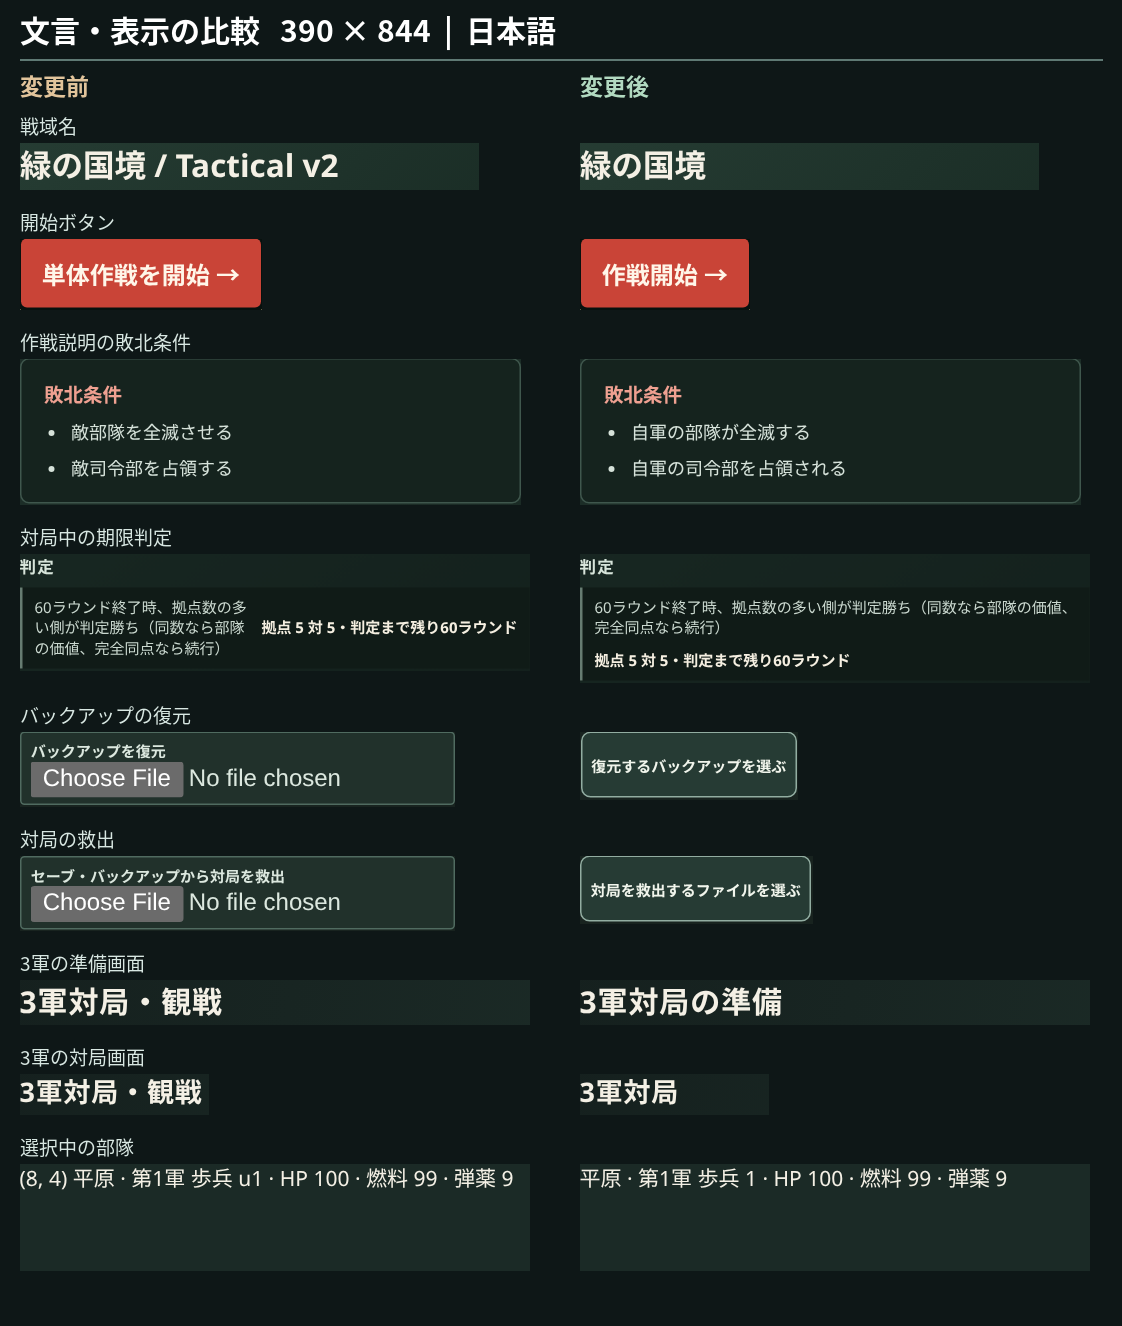 文言・表示の比較 390 × 844 | 日本語
変更前
変更後
戦域名
緑の国境 / Tactical v2
緑の国境
開始ボタン
単体作戦を開始 →
作戦開始 →
作戦説明の敗北条件
敗北条件
• 敵部隊を全滅させる
• 敵司令部を占領する
敗北条件
• 自軍の部隊が全滅する
• 自軍の司令部を占領される
対局中の期限判定
判定
60ラウンド終了時、拠点数の多
い側が判定勝ち（同数なら部隊
の価値、完全同点なら続行）
拠点 5 対 5・判定まで残り60ラウンド
判定
60ラウンド終了時、拠点数の多い側が判定勝ち（同数なら部隊の価値、
完全同点なら続行）
拠点 5 対 5・判定まで残り60ラウンド
バックアップの復元
バックアップを復元
Choose File No file chosen
復元するバックアップを選ぶ
対局の救出
セーブ・バックアップから対局を救出
Choose File No file chosen
対局を救出するファイルを選ぶ
3軍の準備画面
3軍対局・観戦
3軍対局の準備
3軍の対局画面
3軍対局・観戦
3軍対局
選択中の部隊
(8, 4) 平原 · 第1軍 歩兵 u1 · HP 100 · 燃料 99 · 弾薬 9
平原 · 第1軍 歩兵 1 · HP 100 · 燃料 99 · 弾薬 9